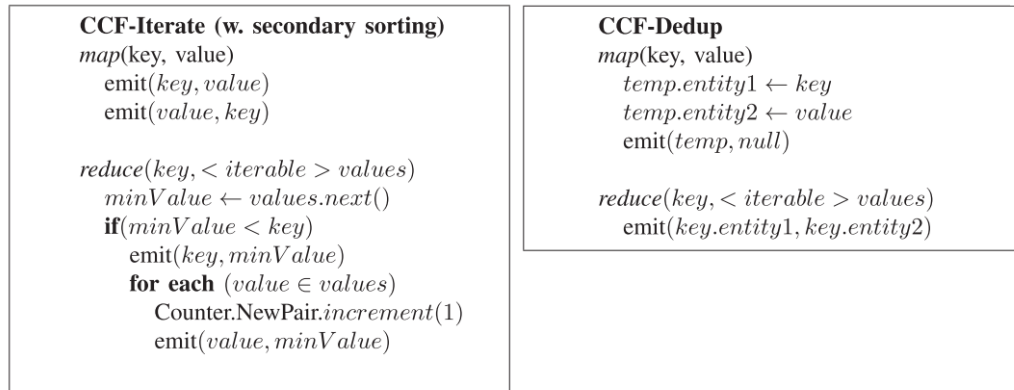 CCF-Iterate (w. secondary sorting)
map(key, value)
emit(key, value)
emit(value, key)
reduce(key, < iterable > values)
minValue ← values.next()
if(minValue < key)
emit(key, minValue)
for each (value ∈ values)
Counter.NewPair.increment(1)
emit(value, minValue)
CCF-Dedup
map(key, value)
temp.entity1 ← key
temp.entity2 ← value
emit(temp, null)
reduce(key, < iterable > values)
emit(key.entity1, key.entity2)